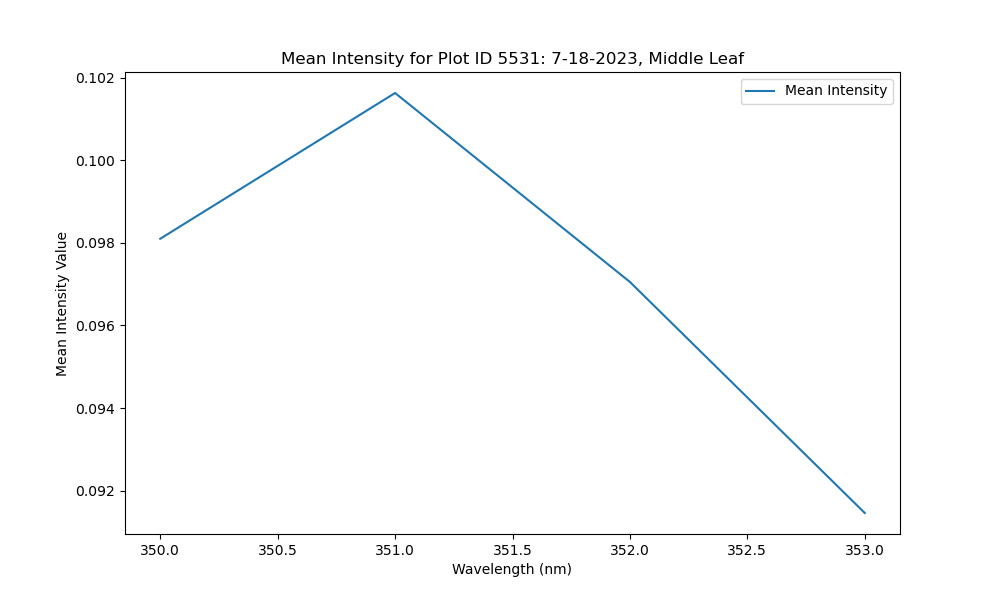 Mean Intensity for Plot ID 5531: 7-18-2023, Middle Leaf
Mean Intensity
Mean Intensity Value
0.102
0.100
0.098
0.096
0.094
0.092
350.0 350.5 351.0 351.5 352.0 352.5 353.0
Wavelength (nm)